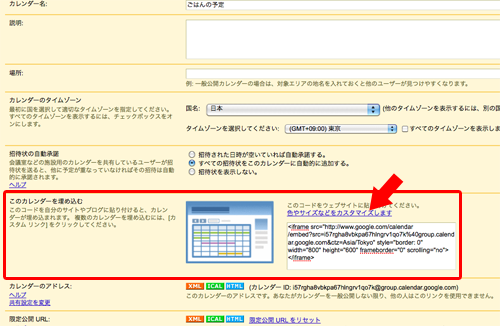 カレンダー名: ごはんの予定
説明:
場所:
例: 一般公開カレンダーの場合は、対象エリアの地名を入れておくと他のユーザーが見つけやすくなります。
カレンダーのタイムゾーン
最初に国を選択して適切なタイムゾーンを指定してください。
すべてのタイムゾーンを表示するには、チェックボックスをオンにします。
国名: 日本 (他のタイムゾーンを表示するには、別の国
タイムゾーンを選択してください: (GMT+09:00) 東京 すべてのタイムゾーンを表示しま
招待状の自動承認
会議室などの施設用のカレンダーを共有しているユーザーが招待状を送ると、他に予定が重なっていなければその招待は自動的に承認されます。
ヘルプ
招待された日時が空いていれば自動承認する。
すべての招待状をこのカレンダーに自動的に追加する。
招待状を表示しない。
このカレンダーを埋め込む
このコードを自分のサイトやブログに貼り付けると、カレンダーが埋め込まれます。 複数のカレンダーを埋め込むには、[カスタム リンク] をクリックしてください。
このコードをウェブサイトに貼り付けてください。
色やサイズなどをカスタマイズします
<iframe src="http://www.google.com/calendar
/embed?src=i57rgha8vbkpa67hlngrv1qo7k%40group.calen
dar.google.com&ctz=Asia/Tokyo" style="border: 0"
width="800" height="600" frameborder="0" scrolling="no">
</iframe>
カレンダーのアドレス:
ヘルプ
共有設定を変更
XML ICAL HTML (カレンダー ID: i57rgha8vbkpa67hlngrv1qo7k@group.calendar.google.com)
このカレンダーのアドレスです。あなたがカレンダーを一般公開しない限り、他の人はこのリンクを使用できません。
限定公開 URL:
XML ICAL HTML 限定公開 URL をリセット